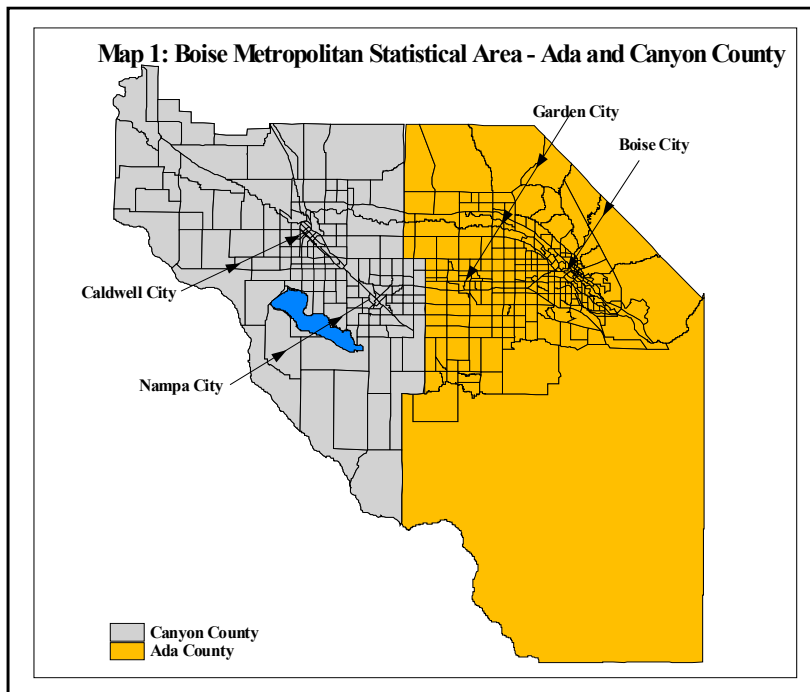 Map 1: Boise Metropolitan Statistical Area - Ada and Canyon County
Garden City
Boise City
Caldwell City
Nampa City
Canyon County
Ada County